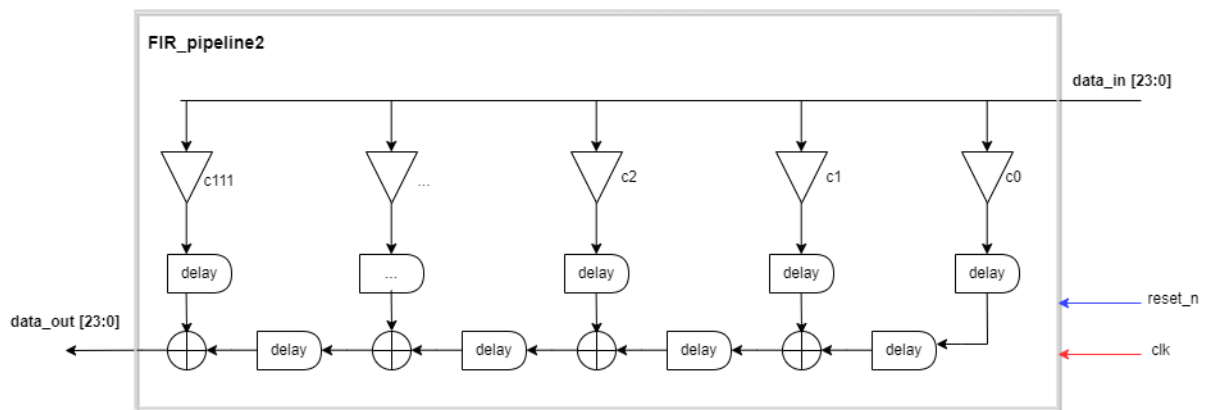 FIR_pipeline2
data_in [23:0]
c111
...
c2
c1
c0
delay
...
delay
delay
delay
reset_n
data_out [23:0]
delay
delay
delay
delay
clk